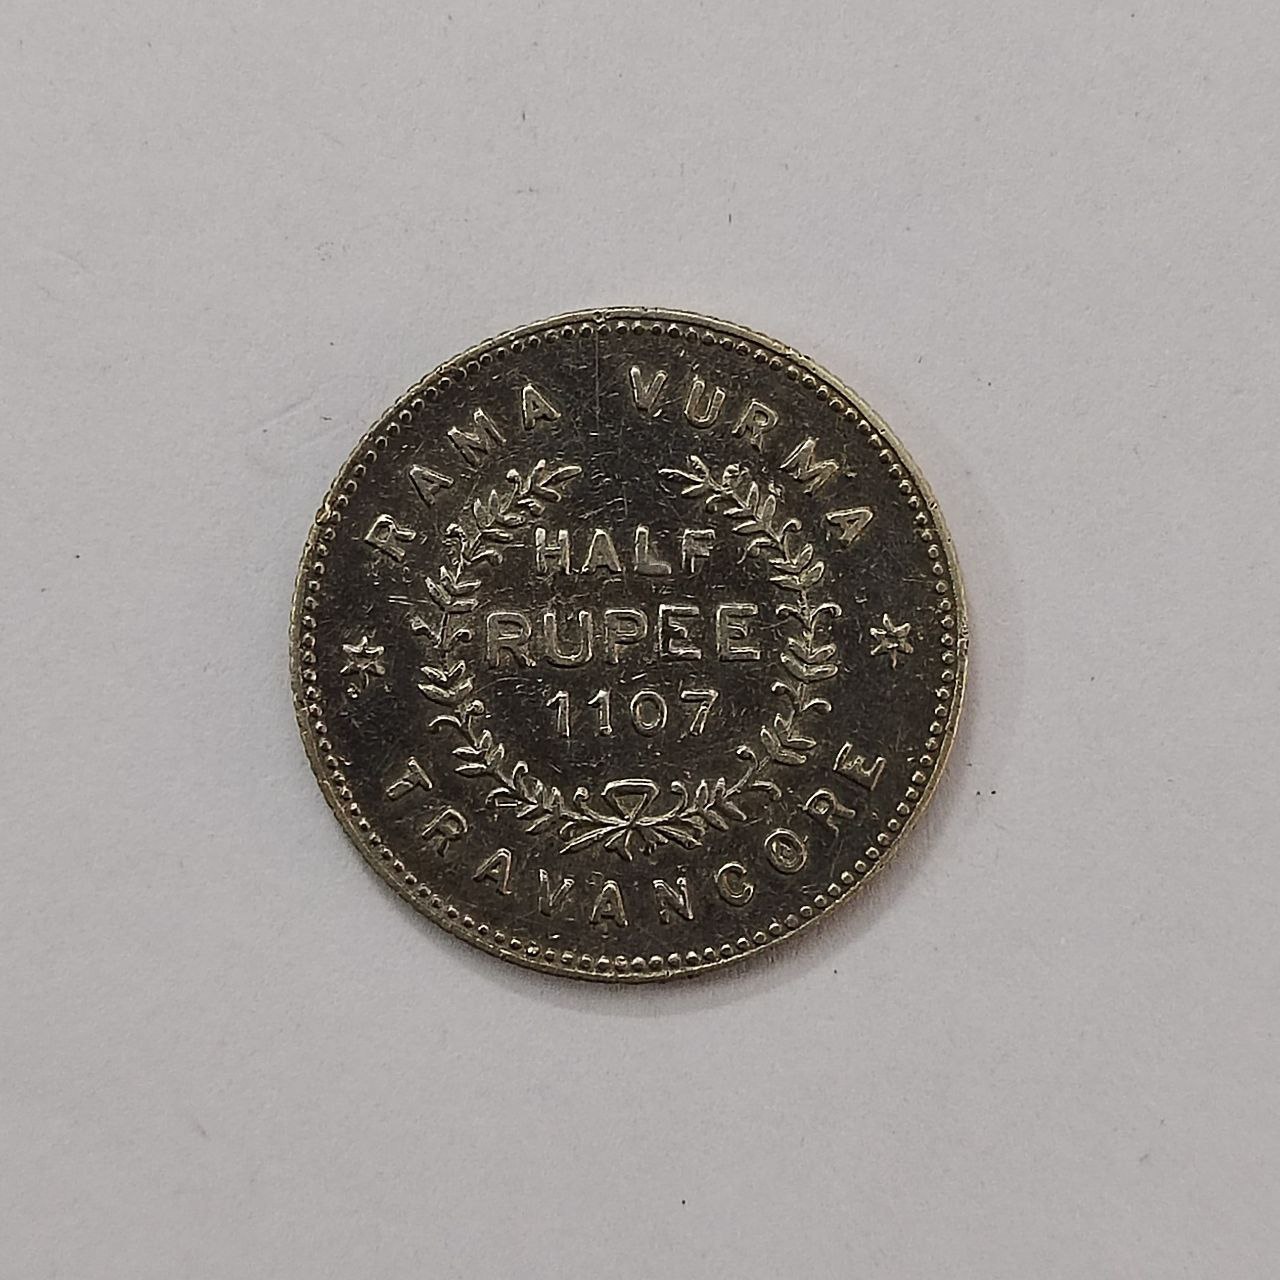 RAMA VURMA
HALF
RUPEE
1107
TRAVANCORE